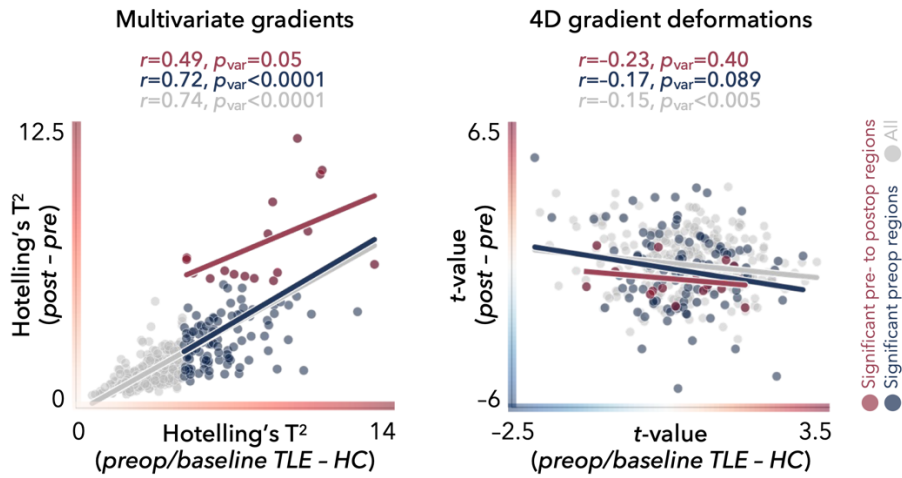 Multivariate gradients
r=0.49, pvar=0.05
r=0.72, pvar<0.0001
r=0.74, pvar<0.0001
12.5
Hotelling's T²
(post – pre)
0
0
Hotelling's T²
14
(preop/baseline TLE – HC)
4D gradient deformations
r=–0.23, pvar=0.40
r=–0.17, pvar=0.089
r=–0.15, pvar<0.005
6.5
t-value
(post – pre)
–6
–2.5
t-value
3.5
(preop/baseline TLE – HC)
Significant pre- to postop regions
Significant preop regions
All